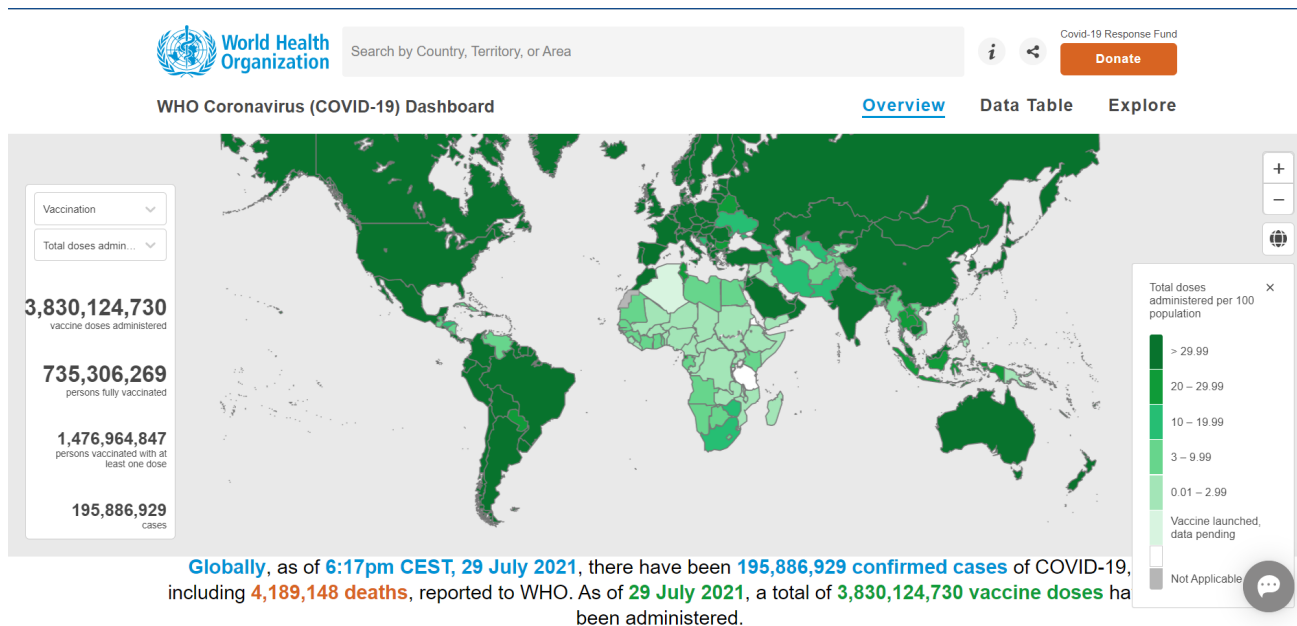 World Health
Organization
Search by Country, Territory, or Area
i
Covid-19 Response Fund
Donate
WHO Coronavirus (COVID-19) Dashboard
Overview
Data Table
Explore
Vaccination
Total doses admin...
3,830,124,730
vaccine doses administered
735,306,269
persons fully vaccinated
1,476,964,847
persons vaccinated with at
least one dose
195,886,929
cases
+
−
Total doses
administered per 100
population
×
> 29.99
20 – 29.99
10 – 19.99
3 – 9.99
0.01 – 2.99
Vaccine launched,
data pending
Not Applicable
Globally, as of 6:17pm CEST, 29 July 2021, there have been 195,886,929 confirmed cases of COVID-19,
including 4,189,148 deaths, reported to WHO. As of 29 July 2021, a total of 3,830,124,730 vaccine doses ha
been administered.